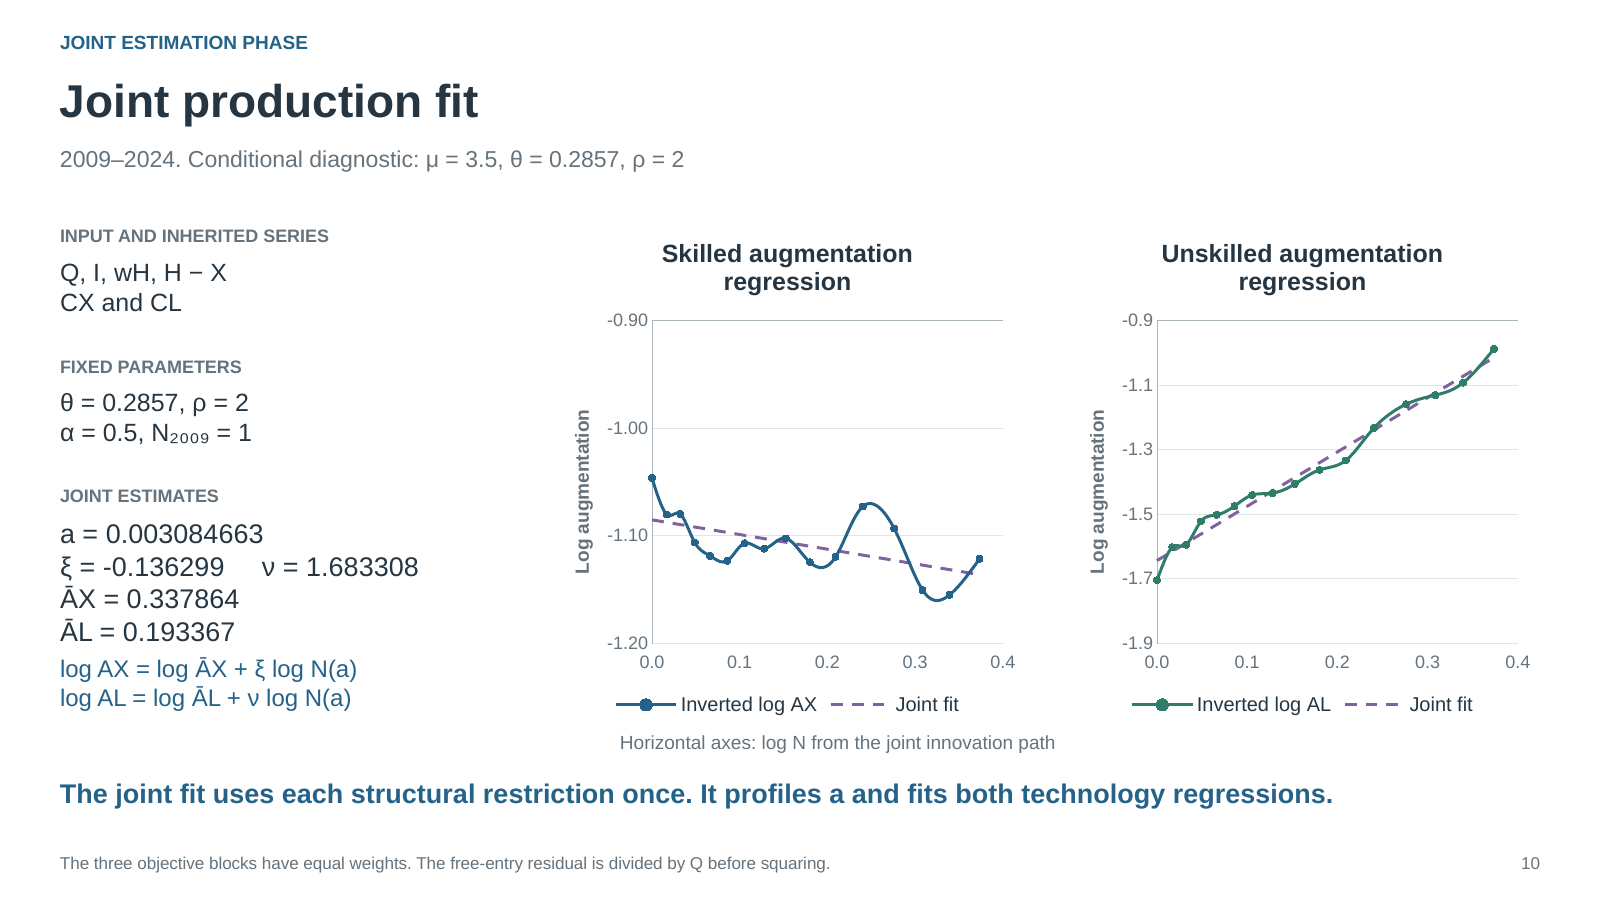 JOINT ESTIMATION PHASE
Joint production fit
2009–2024. Conditional diagnostic: μ = 3.5, θ = 0.2857, ρ = 2
INPUT AND INHERITED SERIES
Q, I, wH, H − X
CX and CL
FIXED PARAMETERS
θ = 0.2857, ρ = 2
α = 0.5, N₂₀₀₉ = 1
JOINT ESTIMATES
a = 0.003084663
ξ = -0.136299 ν = 1.683308
ĀX = 0.337864
ĀL = 0.193367
log AX = log ĀX + ξ log N(a)
log AL = log ĀL + ν log N(a)
Skilled augmentation
regression
Log augmentation
-0.90
-1.00
-1.10
-1.20
0.0 0.1 0.2 0.3 0.4
Inverted log AX Joint fit
Unskilled augmentation
regression
Log augmentation
-0.9
-1.1
-1.3
-1.5
-1.7
-1.9
0.0 0.1 0.2 0.3 0.4
Inverted log AL Joint fit
Horizontal axes: log N from the joint innovation path
The joint fit uses each structural restriction once. It profiles a and fits both technology regressions.
The three objective blocks have equal weights. The free-entry residual is divided by Q before squaring.
10